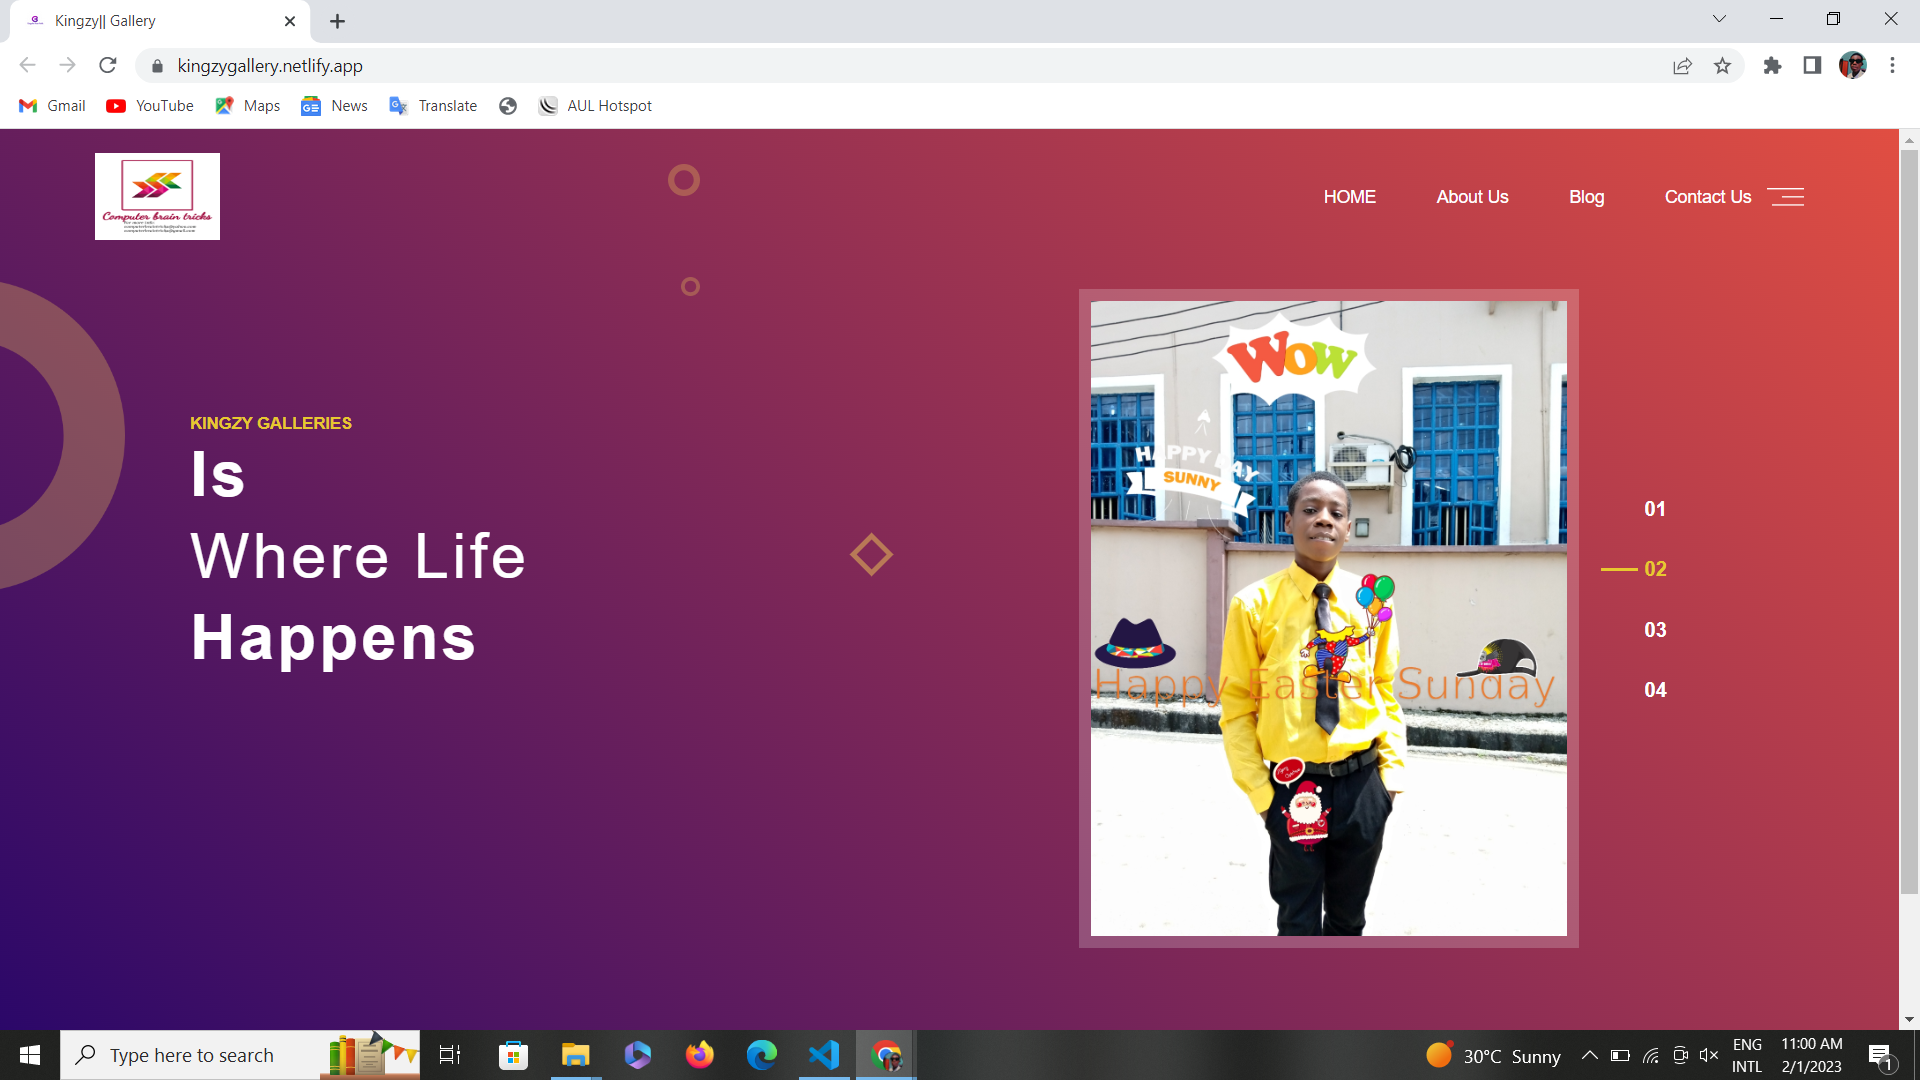 Kingzy|| Gallery
kingzygallery.netlify.app
Gmail
YouTube
Maps
News
Translate
AUL Hotspot
Computer brain tricks
HOME
About Us
Blog
Contact Us
KINGZY GALLERIES
Is
Where Life
Happens
WOW
HAPPY DAY
SUNNY
Happy Easter Sunday
01
02
03
04
Type here to search
30°C Sunny
ENG
INTL
11:00 AM
2/1/2023
1